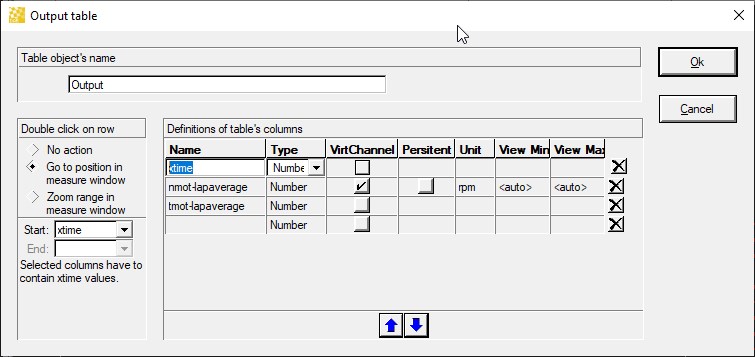 Output table
Table object's name
Output
Ok
Cancel
Double click on row
No action
Go to position in
measure window
Zoom range in
measure window
Start: xtime
End:
Selected columns have to
contain xtime values.
Definitions of table's columns
Name Type VirtChannel Persitent Unit View Min View Max
xtime Numbe
nmot-lapaverage Number rpm <auto> <auto>
tmot-lapaverage Number
Number